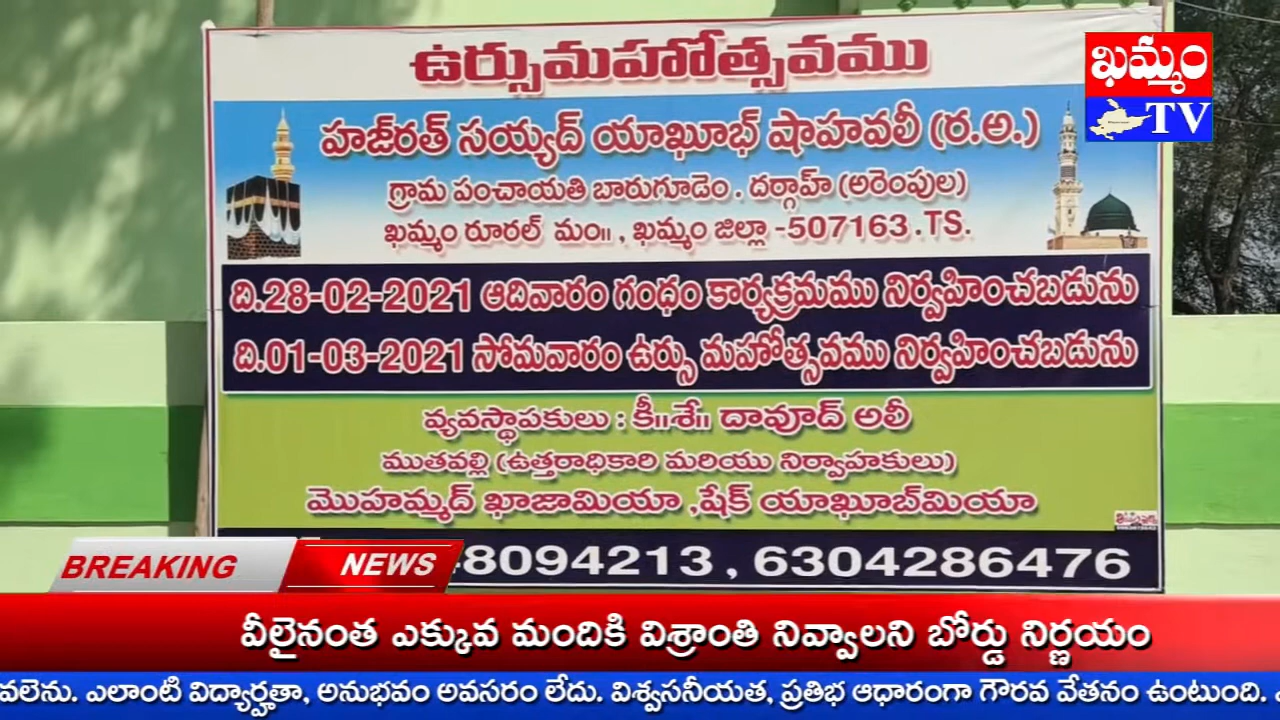 ఉర్సుమహోత్సవము
ఖమ్మం
TV
హజ్‌రత్ సయ్యద్ యాఖూభ్ షాహవలీ (ర.అ.)
గ్రామ పంచాయతి బారుగూడెం . దర్గాహ్ (అరెంపుల)
ఖమ్మం రూరల్ మం॥ , ఖమ్మం జిల్లా -507163 .TS.
ది.28-02-2021 ఆదివారం గంధం కార్యక్రమము నిర్వహించబడును
ది.01-03-2021 సోమవారం ఉర్సు మహోత్సవము నిర్వహించబడును
వ్యవస్థాపకులు : కీ॥శే॥ దావూద్ అలీ
ముతవల్లి (ఉత్తరాధికారి మరియు నిర్వాహకులు)
మొహమ్మద్ ఖాజామియా ,షేక్ యాఖూబ్‌మియా
8094213 , 6304286476
BREAKING NEWS
వీలైనంత ఎక్కువ మందికి విశ్రాంతి నివ్వాలని బోర్డు నిర్ణయం
వలెను. ఎలాంటి విద్యార్హతా, అనుభవం అవసరం లేదు. విశ్వసనీయత, ప్రతిభ ఆధారంగా గౌరవ వేతనం ఉంటుంది.